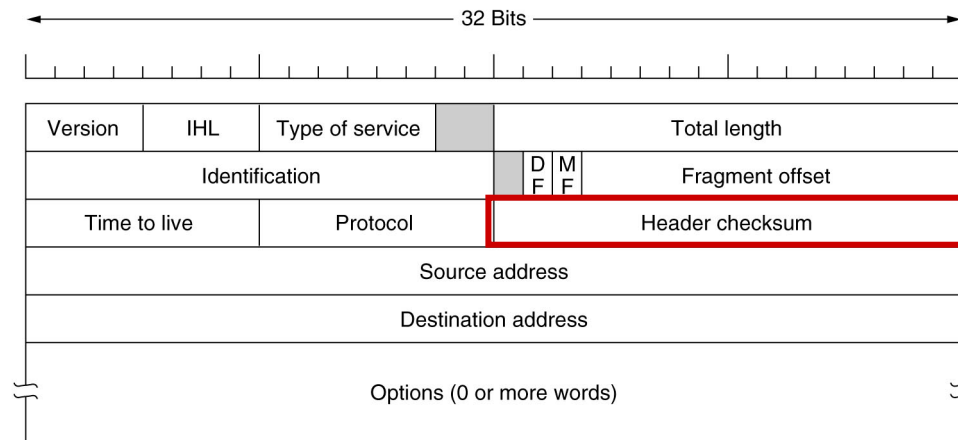 32 Bits
Version IHL Type of service Total length
Identification D F M F Fragment offset
Time to live Protocol Header checksum
Source address
Destination address
Options (0 or more words)